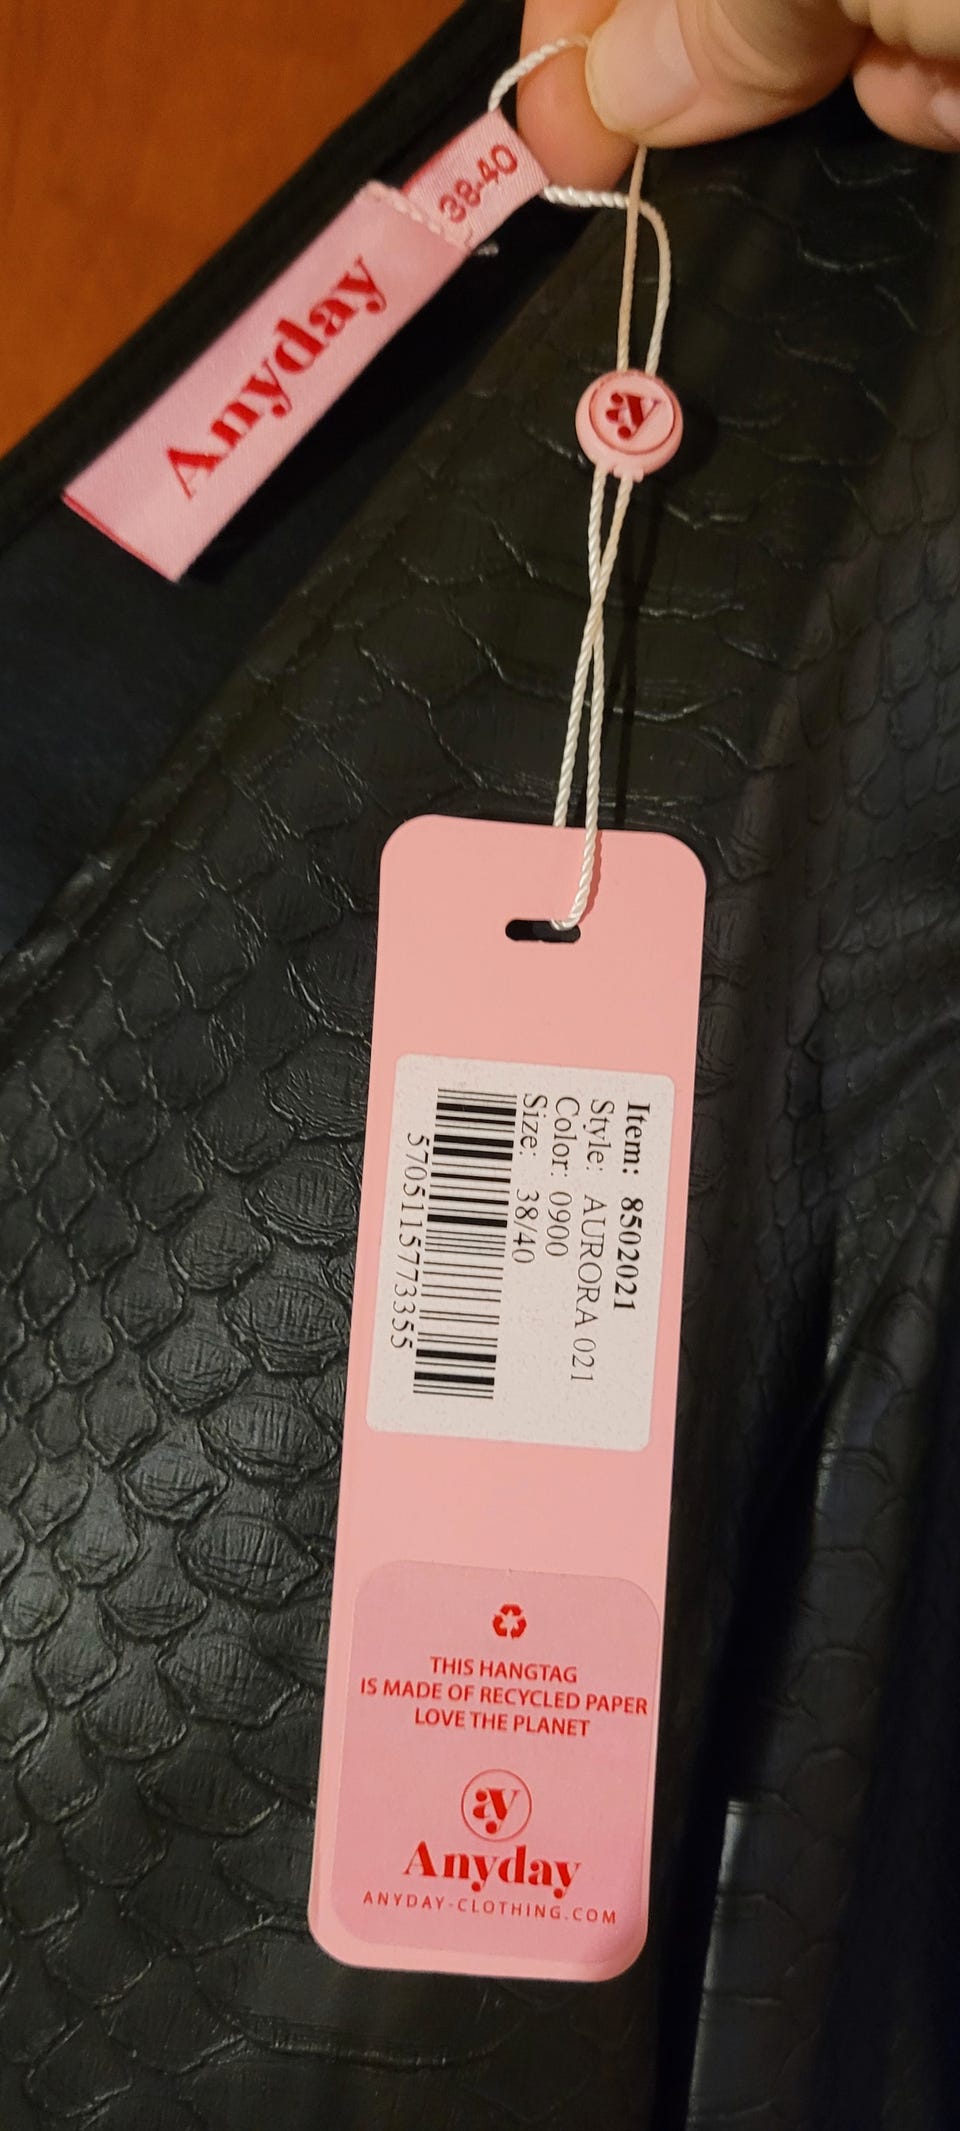 38-40
Anyday
ay
Item: 8502021
Style: AURORA 021
Color: 0900
Size: 38/40
5705115773355
THIS HANGTAG
IS MADE OF RECYCLED PAPER
LOVE THE PLANET
ay
Anyday
ANYDAY-CLOTHING.COM